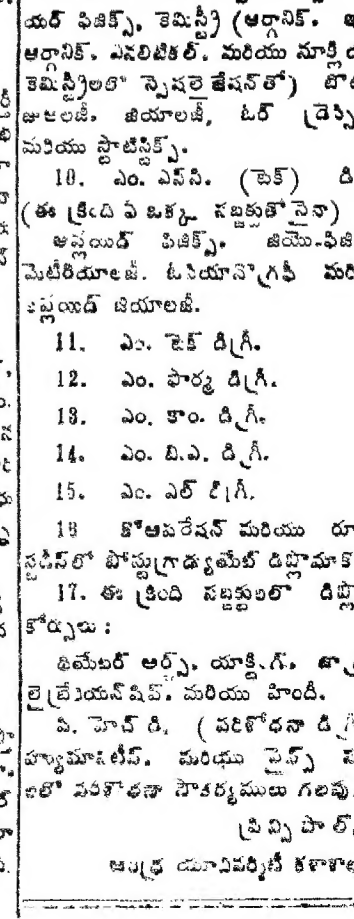 యర్ ఫిజిక్స్, కెమిస్ట్రీ (ఆర్గానిక్,
ఆర్గానిక్, ఎనలిటికల్, మరియు నూక్లి
కెమిస్ట్రీలలో స్పెషలైజేషన్‌తో)
జువలజీ, జియాలజీ, ఓర్ డ్రెస్సి
మరియు స్టాటిస్టిక్స్.
10. ఎం. ఎస్‌సి. (టెక్) డి
(ఈ క్రింది ఏ ఒక్క సబ్జక్టుతో నైనా)
అప్లయిడ్ ఫిజిక్స్, జియొ-ఫిజి
మెటీరియాలజీ, ఓసియానొగ్రఫీ మరి
అప్లయిడ్ జియాలజీ.
11. ఎం. టెక్ డిగ్రీ.
12. ఎం. ఫార్మ డిగ్రీ.
13. ఎం. కాం. డిగ్రీ.
14. ఎం. బి.ఎ. డిగ్రీ.
15. ఎం. ఎల్ డిగ్రీ.
16 కోఆపరేషన్ మరియు రూ
స్టడీస్‌లో పోస్టుగ్రాడ్యుయేట్ డిప్లొమాకో
17. ఈ క్రింది సబ్జక్టులలో డిప్లొ
కోర్సులు :
థియేటర్ ఆర్ట్స్, యాక్టింగ్,
లైబ్రేరియన్‌షిప్, మరియు హిందీ.
పి. హెచ్ డి. (పరిశోధనా డిగ్రీ
హ్యుమానిటీస్, మరియు సైన్స్
లలో పరిశోధనా సౌకర్యములు గలవు.
ప్రిన్సిపాల్,
ఆంధ్ర యూనివర్శిటీ కళాశాల